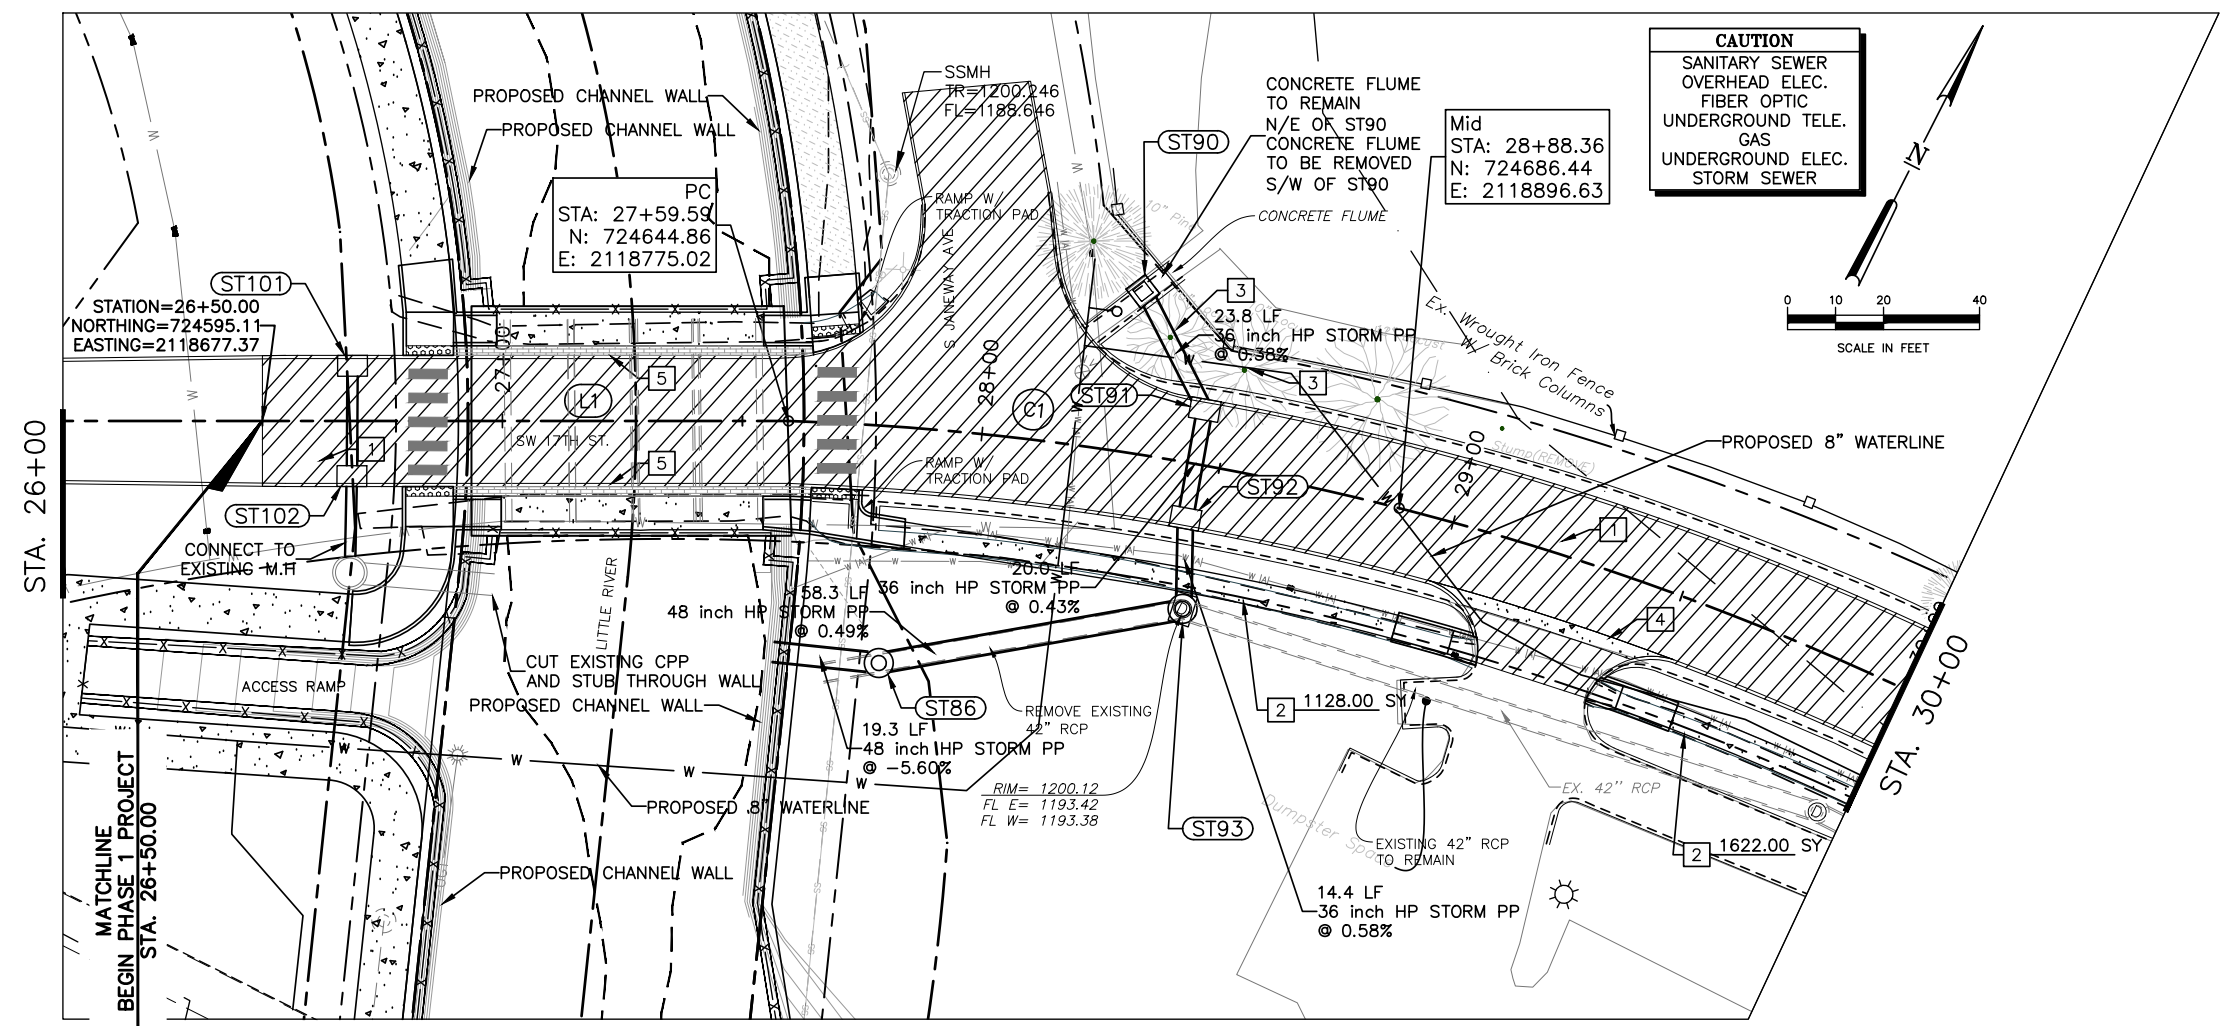 CAUTION
SANITARY SEWER
OVERHEAD ELEC.
FIBER OPTIC
UNDERGROUND TELE.
GAS
UNDERGROUND ELEC.
STORM SEWER
N
0 10 20 40
SCALE IN FEET
SSMH
TR=1200.246
FL=1188.646
CONCRETE FLUME
TO REMAIN
N/E OF ST90
CONCRETE FLUME
TO BE REMOVED
S/W OF ST90
CONCRETE FLUME
Mid
STA: 28+88.36
N: 724686.44
E: 2118896.63
PROPOSED CHANNEL WALL
PROPOSED CHANNEL WALL
PC
STA: 27+59.59
N: 724644.86
E: 2118775.02
RAMP W/
TRACTION PAD
S JANEWAY AVE
10" Pine
ST90
ST101
STATION=26+50.00
NORTHING=724595.11
EASTING=2118677.37
3
23.8 LF
36 inch HP STORM PP
@ 0.38%
3
Ex. Wrought Iron Fence
W/ Brick Columns
27+00
28+00
29+00
L1
C1
5
5
1
SW 17TH ST.
ST91
ST92
RAMP W/
TRACTION PAD
Stump(REMOVE)
PROPOSED 8" WATERLINE
1
4
STA. 26+00
ST102
CONNECT TO
EXISTING M.H
LITTLE RIVER
58.3 LF
48 inch HP STORM PP
@ 0.49%
20.0 LF
36 inch HP STORM PP
@ 0.43%
CUT EXISTING CPP
AND STUB THROUGH WALL
ACCESS RAMP
PROPOSED CHANNEL WALL
ST86
19.3 LF
48 inch HP STORM PP
@ -5.60%
REMOVE EXISTING
42" RCP
2 1128.00 SY
STA. 30+00
RIM= 1200.12
FL E= 1193.42
FL W= 1193.38
PROPOSED 8" WATERLINE
ST93
EX. 42" RCP
Dumpster Space
EXISTING 42" RCP
TO REMAIN
2 1622.00 SY
PROPOSED CHANNEL WALL
14.4 LF
36 inch HP STORM PP
@ 0.58%
MATCHLINE
BEGIN PHASE 1 PROJECT
STA. 26+50.00